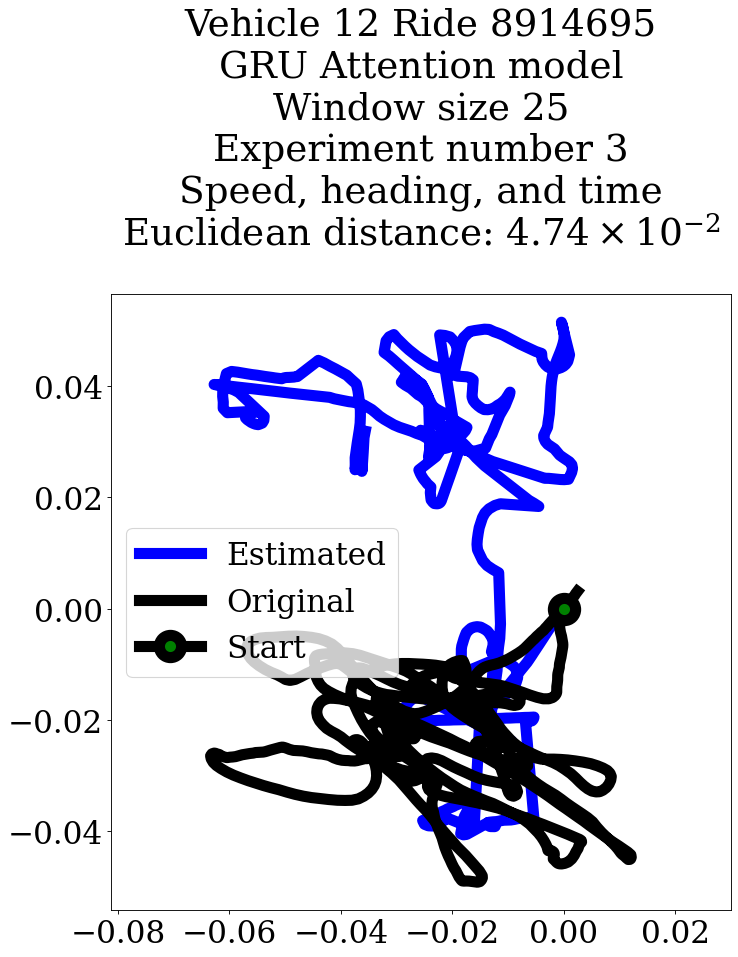 Vehicle 12 Ride 8914695
GRU Attention model
Window size 25
Experiment number 3
Speed, heading, and time
Euclidean distance: 4.74 × 10⁻²
0.04
0.02
0.00
−0.02
−0.04
Estimated
Original
Start
−0.08 −0.06 −0.04 −0.02 0.00 0.02